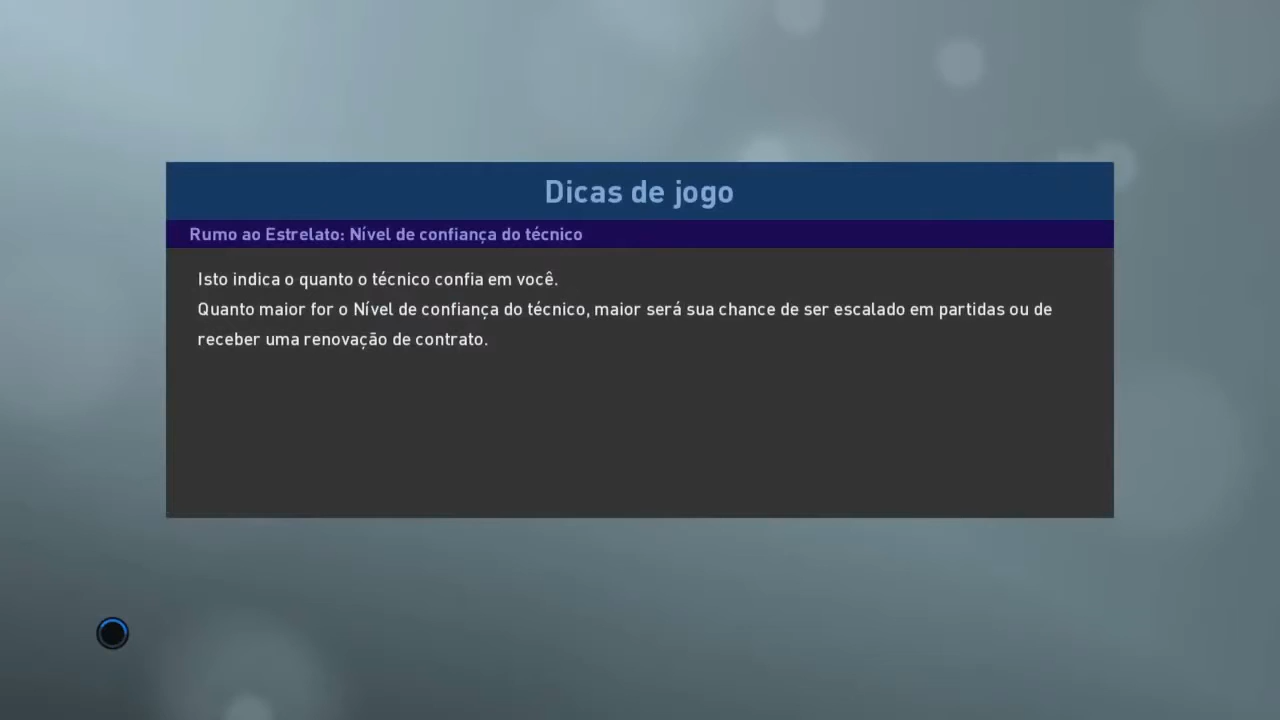 Dicas de jogo
Rumo ao Estrelato: Nível de confiança do técnico
Isto indica o quanto o técnico confia em você.
Quanto maior for o Nível de confiança do técnico, maior será sua chance de ser escalado em partidas ou de
receber uma renovação de contrato.